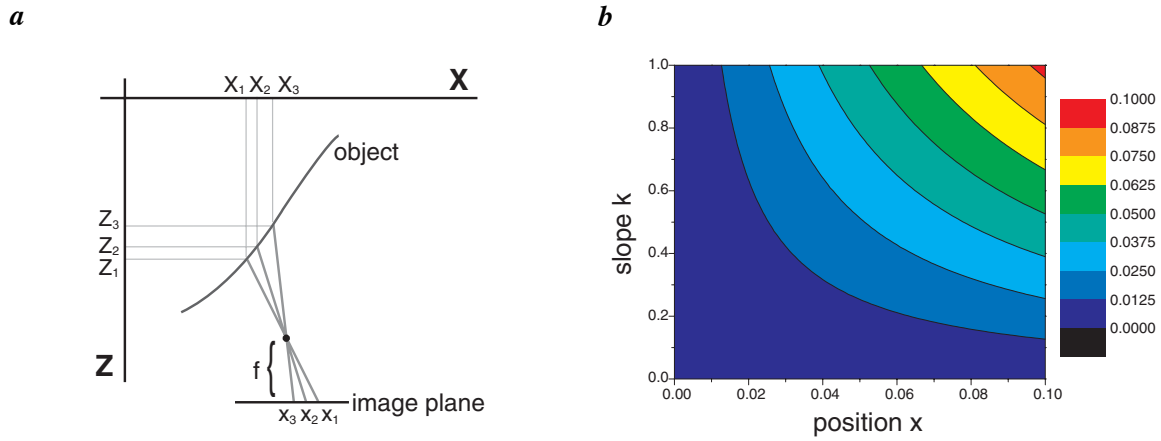 a
X₁ X₂ X₃ X
object
Z₃
Z₂
Z₁
Z
f {
image plane
x₃ x₂ x₁
b
slope k
1.0
0.8
0.6
0.4
0.2
0.0
0.00 0.02 0.04 0.06 0.08 0.10
position x
0.1000
0.0875
0.0750
0.0625
0.0500
0.0375
0.0250
0.0125
0.0000